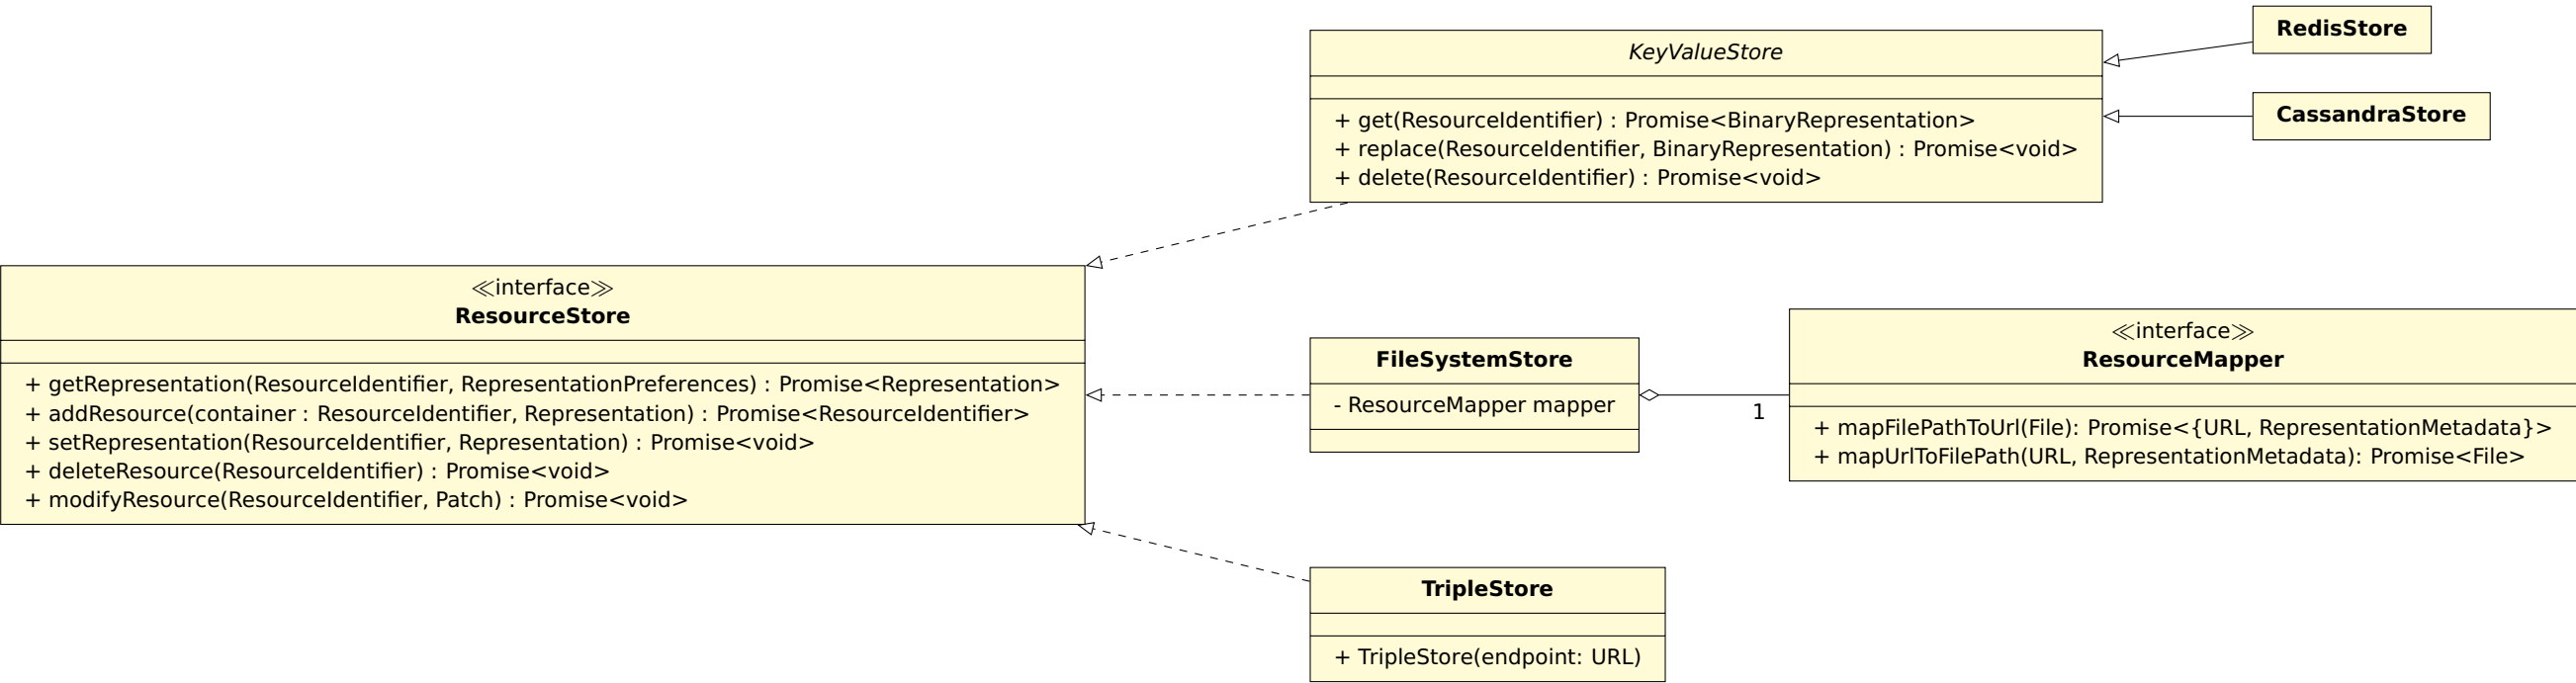 RedisStore
KeyValueStore
CassandraStore
+ get(ResourceIdentifier) : Promise<BinaryRepresentation>
+ replace(ResourceIdentifier, BinaryRepresentation) : Promise<void>
+ delete(ResourceIdentifier) : Promise<void>
≪interface≫
ResourceStore
+ getRepresentation(ResourceIdentifier, RepresentationPreferences) : Promise<Representation>
+ addResource(container : ResourceIdentifier, Representation) : Promise<ResourceIdentifier>
+ setRepresentation(ResourceIdentifier, Representation) : Promise<void>
+ deleteResource(ResourceIdentifier) : Promise<void>
+ modifyResource(ResourceIdentifier, Patch) : Promise<void>
FileSystemStore
- ResourceMapper mapper
1
≪interface≫
ResourceMapper
+ mapFilePathToUrl(File): Promise<{URL, RepresentationMetadata}>
+ mapUrlToFilePath(URL, RepresentationMetadata): Promise<File>
TripleStore
+ TripleStore(endpoint: URL)